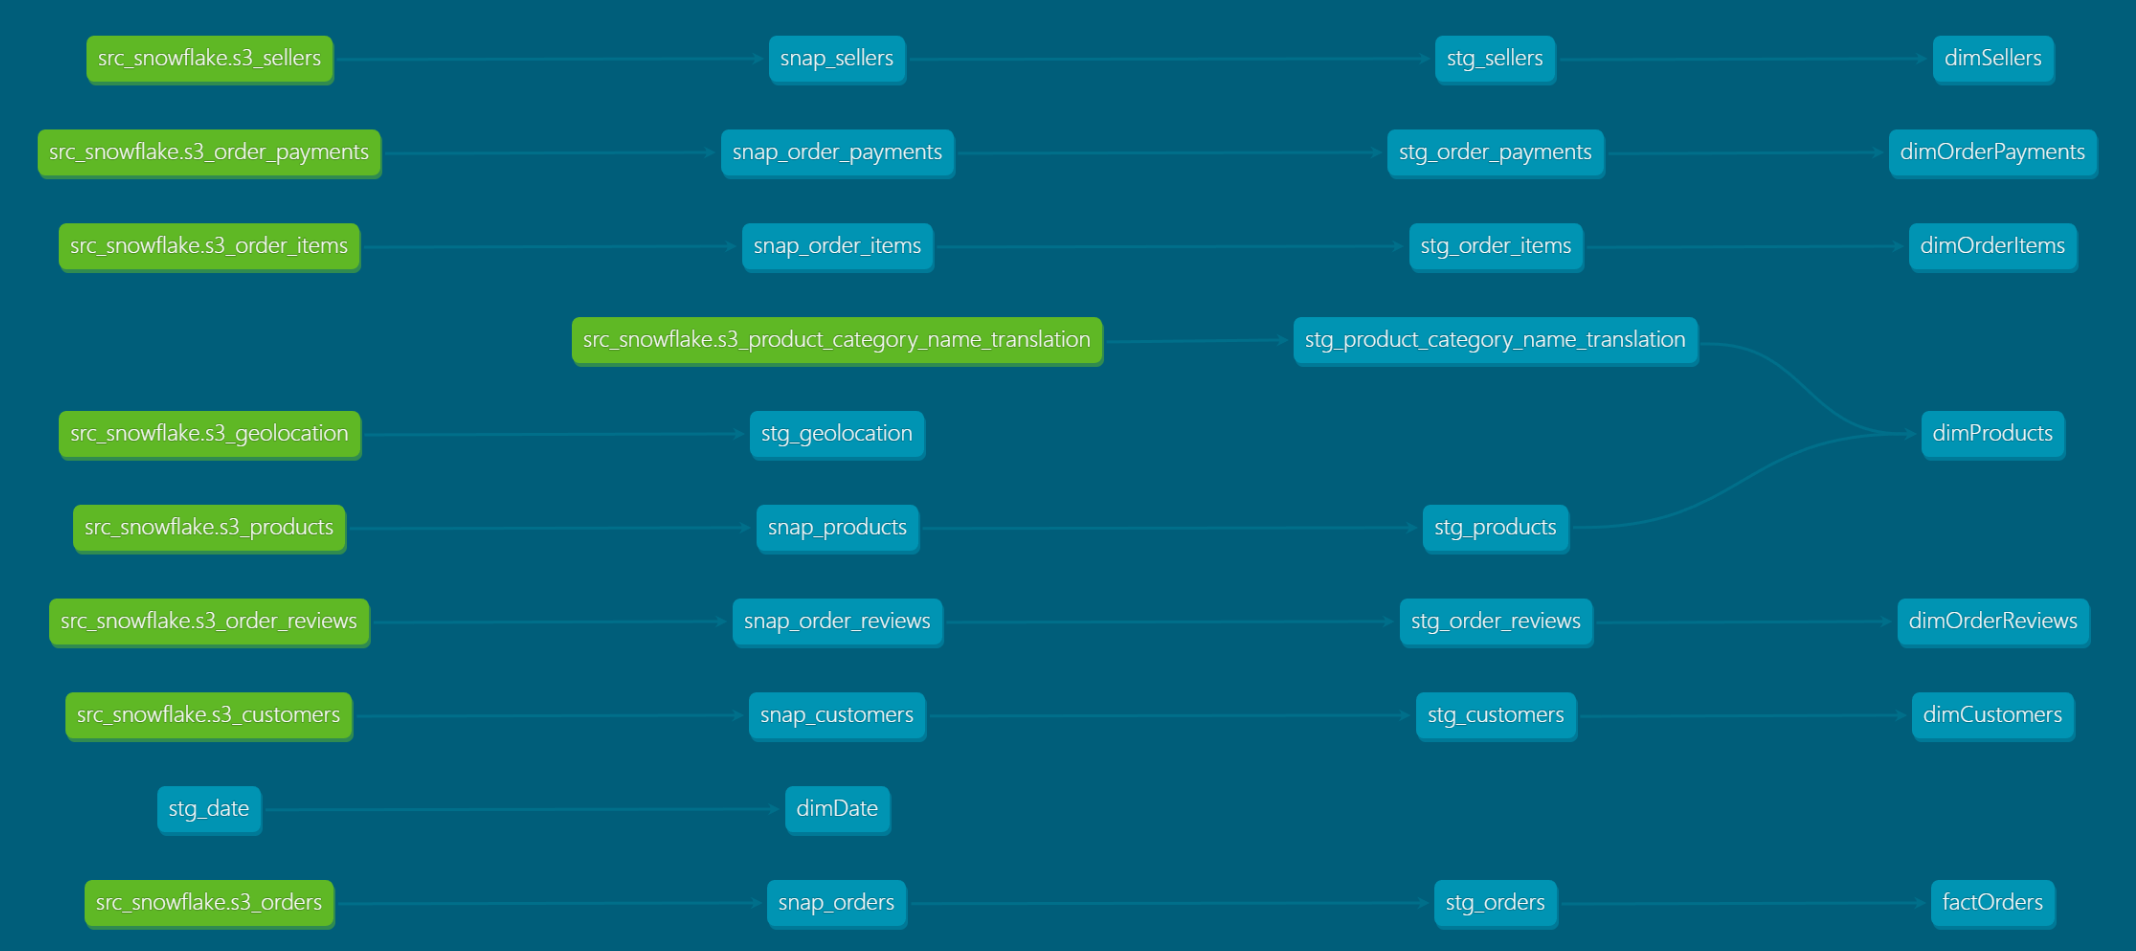 src_snowflake.s3_sellers snap_sellers stg_sellers dimSellers
src_snowflake.s3_order_payments snap_order_payments stg_order_payments dimOrderPayments
src_snowflake.s3_order_items snap_order_items stg_order_items dimOrderItems
src_snowflake.s3_product_category_name_translation stg_product_category_name_translation
src_snowflake.s3_geolocation stg_geolocation dimProducts
src_snowflake.s3_products snap_products stg_products
src_snowflake.s3_order_reviews snap_order_reviews stg_order_reviews dimOrderReviews
src_snowflake.s3_customers snap_customers stg_customers dimCustomers
stg_date dimDate
src_snowflake.s3_orders snap_orders stg_orders factOrders